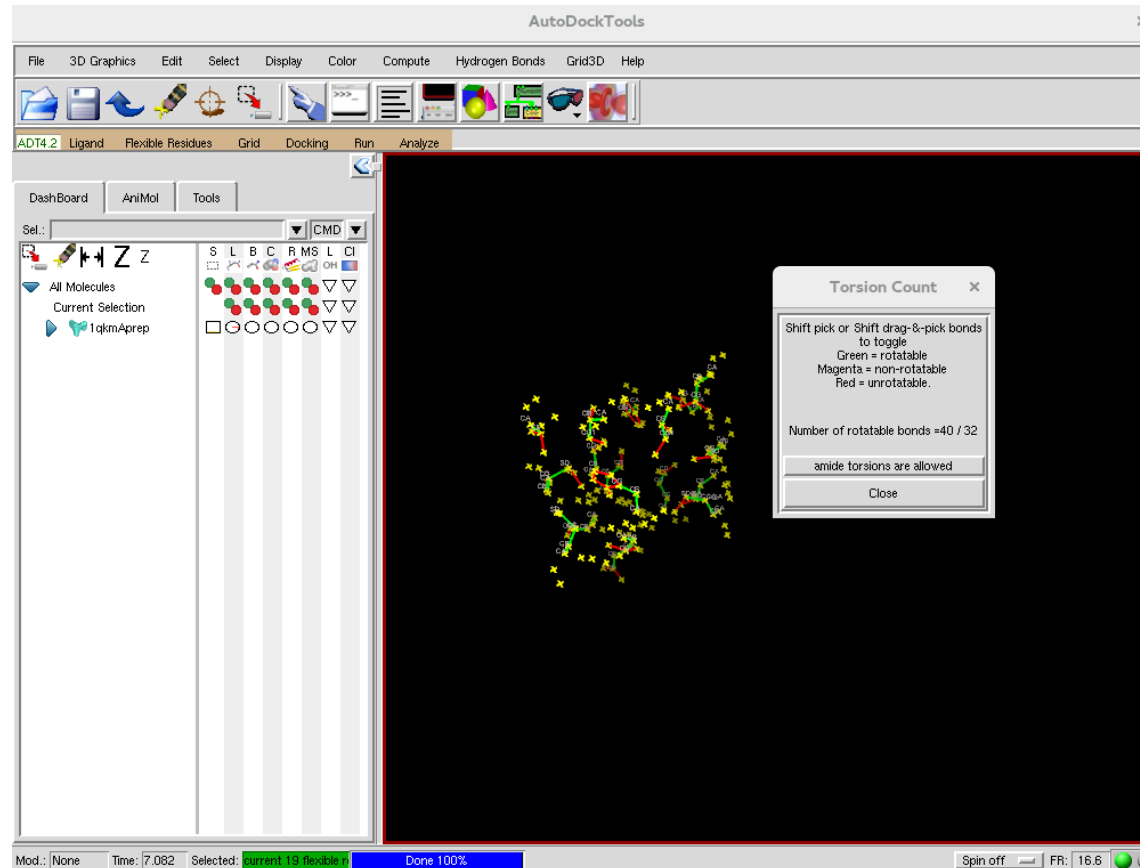 AutoDockTools
File 3D Graphics Edit Select Display Color Compute Hydrogen Bonds Grid3D Help
>>>_
ADT4.2 Ligand Flexible Residues Grid Docking Run Analyze
DashBoard AniMol Tools
Sel.: CMD
Z Z S L B C R MS L Cl
OH
All Molecules
Current Selection
1qkmAprep
Torsion Count
Shift pick or Shift drag-&-pick bonds
to toggle
Green = rotatable
Magenta = non-rotatable
Red = unrotatable.
Number of rotatable bonds =40 / 32
amide torsions are allowed
Close
Mod.: None Time: 7.082 Selected: current 19 flexible r Done 100% Spin off FR: 16.6